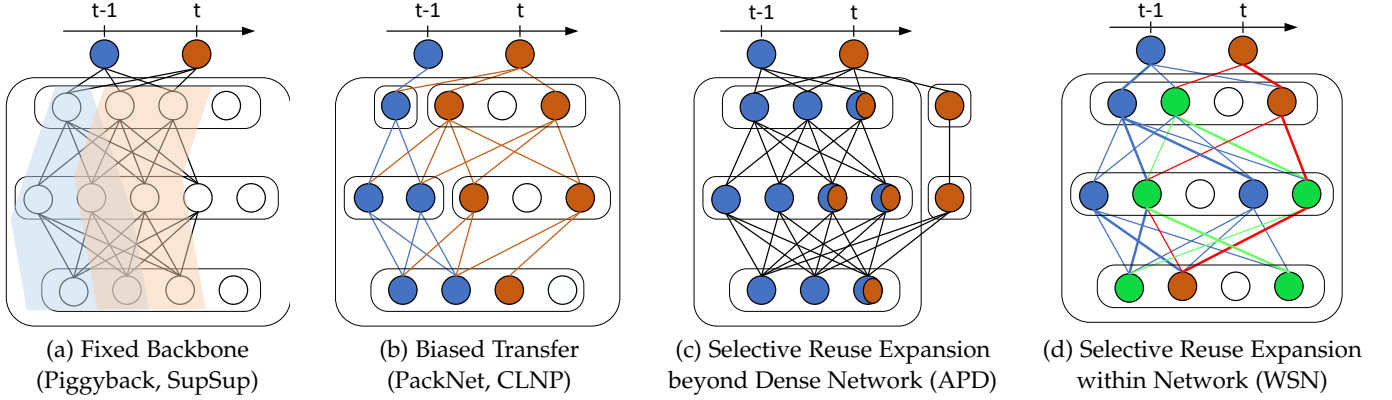 t-1 t
t-1 t
t-1 t
t-1 t
(a) Fixed Backbone
(Piggyback, SupSup)
(b) Biased Transfer
(PackNet, CLNP)
(c) Selective Reuse Expansion
beyond Dense Network (APD)
(d) Selective Reuse Expansion
within Network (WSN)